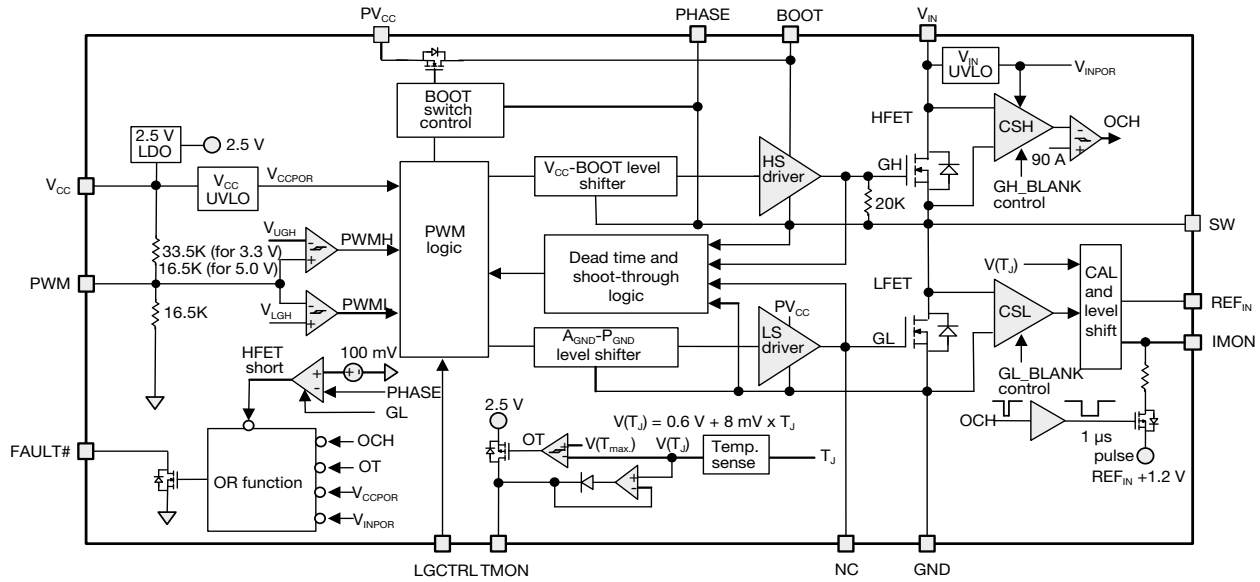 PVCC
PHASE
BOOT
VIN
VIN
UVLO
VINPOR
BOOT
switch
control
HFET
CSH
OCH
90 A
2.5 V
LDO
2.5 V
VCC
VCC
UVLO
VCCPOR
VCC-BOOT level
shifter
HS
driver
GH
20K
GH_BLANK
control
SW
VUGH
PWMH
33.5K (for 3.3 V)
16.5K (for 5.0 V)
PWM
logic
Dead time and
shoot-through
logic
V(TJ)
CAL
and
level
shift
PWM
16.5K
VLGH
PWML
LFET
CSL
REFIN
PVCC
AGND-PGND
level shifter
LS
driver
GL
IMON
HFET
short
100 mV
PHASE
GL
GL_BLANK
control
2.5 V
V(TJ) = 0.6 V + 8 mV x TJ
OCH
1 µs
pulse
REFIN +1.2 V
FAULT#
OR function
OCH
OT
VCCPOR
VINPOR
OT
V(Tmax.)
V(TJ)
Temp.
sense
TJ
LGCTRL
TMON
NC
GND